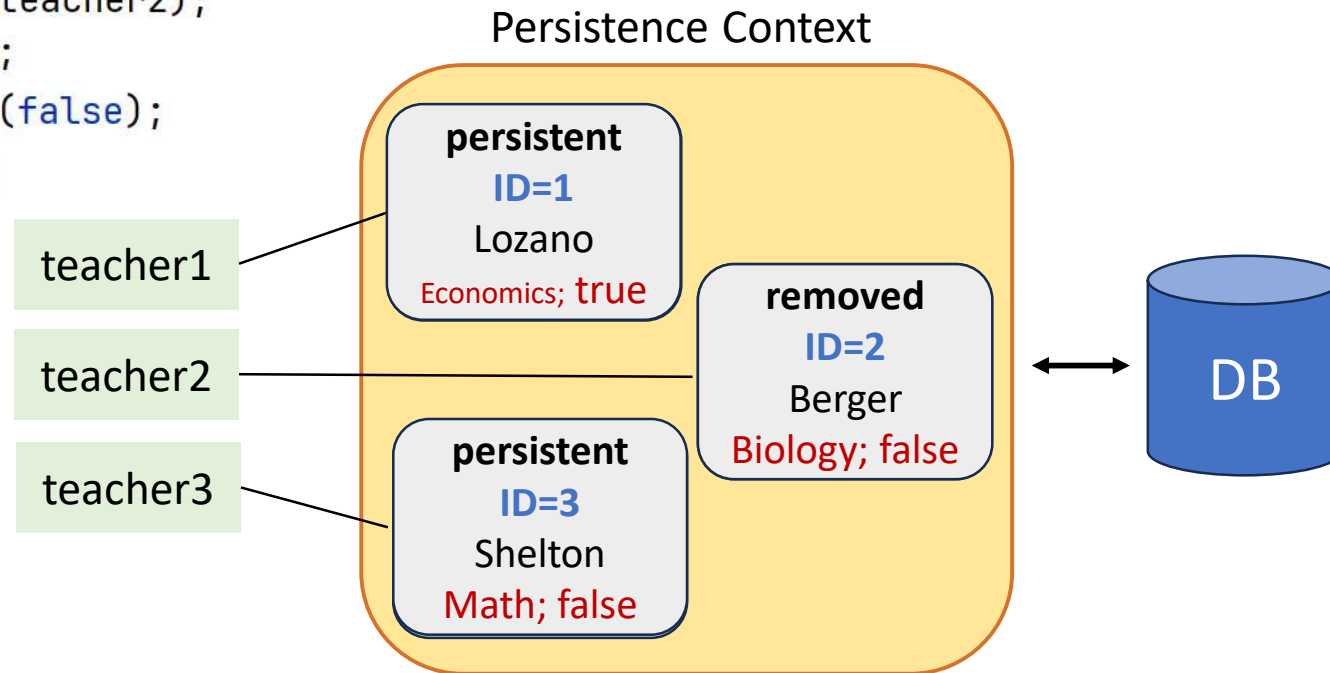 teacher2);
;
(false);
Persistence Context
persistent
ID=1
Lozano
Economics; true
teacher1
teacher2
teacher3
removed
ID=2
Berger
Biology; false
persistent
ID=3
Shelton
Math; false
DB